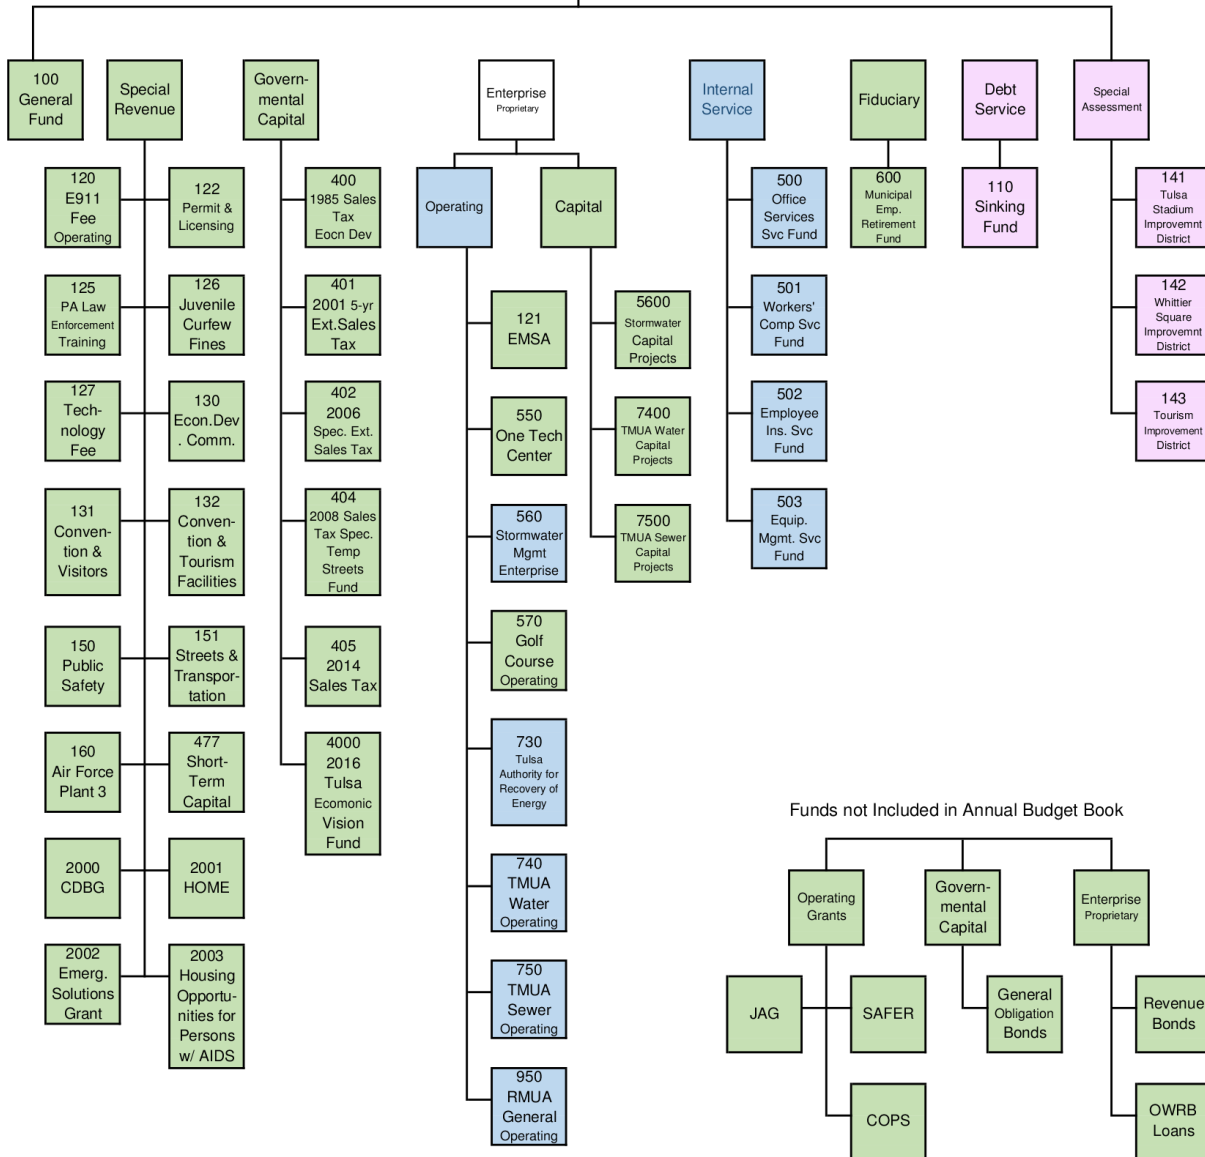 100
General
Fund
Special
Revenue
Govern-
mental
Capital
Enterprise
Proprietary
Internal
Service
Fiduciary
Debt
Service
Special
Assessment
120
E911
Fee
Operating
122
Permit &
Licensing
125
PA Law
Enforcement
Training
126
Juvenile
Curfew
Fines
127
Tech-
nology
Fee
130
Econ.Dev
. Comm.
131
Conven-
tion &
Visitors
132
Conven-
tion &
Tourism
Facilities
150
Public
Safety
151
Streets &
Transpor-
tation
160
Air Force
Plant 3
477
Short-
Term
Capital
2000
CDBG
2001
HOME
2002
Emerg.
Solutions
Grant
2003
Housing
Opportu-
nities for
Persons
w/ AIDS
400
1985 Sales
Tax
Eocn Dev
401
2001 5-yr
Ext.Sales
Tax
402
2006
Spec. Ext.
Sales Tax
404
2008 Sales
Tax Spec.
Temp
Streets
Fund
405
2014
Sales Tax
4000
2016
Tulsa
Ecomonic
Vision
Fund
Operating
Capital
121
EMSA
550
One Tech
Center
560
Stormwater
Mgmt
Enterprise
570
Golf
Course
Operating
730
Tulsa
Authority for
Recovery of
Energy
740
TMUA
Water
Operating
750
TMUA
Sewer
Operating
950
RMUA
General
Operating
5600
Stormwater
Capital
Projects
7400
TMUA Water
Capital
Projects
7500
TMUA Sewer
Capital
Projects
500
Office
Services
Svc Fund
501
Workers'
Comp Svc
Fund
502
Employee
Ins. Svc
Fund
503
Equip.
Mgmt. Svc
Fund
600
Municipal
Emp.
Retirement
Fund
110
Sinking
Fund
141
Tulsa
Stadium
Improvemnt
District
142
Whittier
Square
Improvemnt
District
143
Tourism
Improvement
District
Funds not Included in Annual Budget Book
Operating
Grants
Govern-
mental
Capital
Enterprise
Proprietary
JAG
SAFER
COPS
General
Obligation
Bonds
Revenue
Bonds
OWRB
Loans